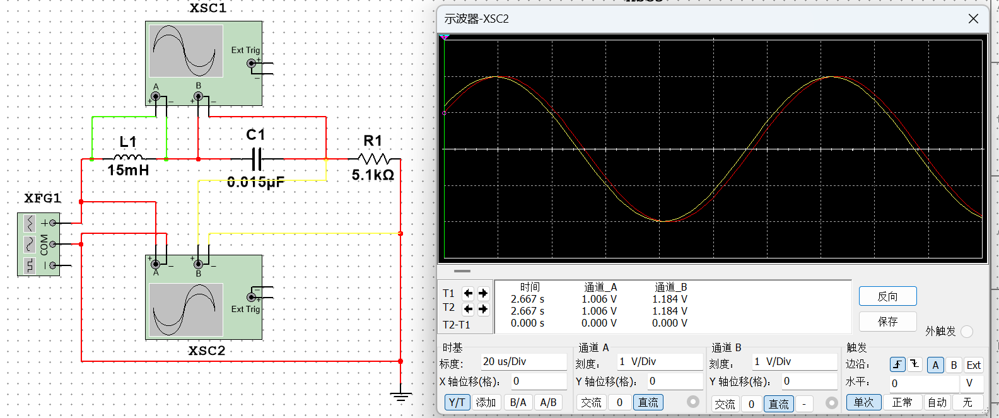 XSC1
示波器-XSC2
Ext Trig
A
B
+
−
+
−
+
−
L1
15mH
C1
0.015µF
R1
5.1kΩ
XFG1
+
COM
−
+
−
+
−
A
B
Ext Trig
−
+
XSC2
时间 通道_A 通道_B
T1 2.667 s 1.006 V 1.184 V
T2 2.667 s 1.006 V 1.184 V
T2-T1 0.000 s 0.000 V 0.000 V
反向
保存
外触发
时基
标度: 20 us/Div
X 轴位移(格): 0
Y/T 添加 B/A A/B
通道 A
刻度: 1 V/Div
Y 轴位移(格): 0
交流 0 直流
通道 B
刻度: 1 V/Div
Y 轴位移(格): 0
交流 0 直流 -
触发
边沿: A B Ext
水平: 0 V
单次 正常 自动 无